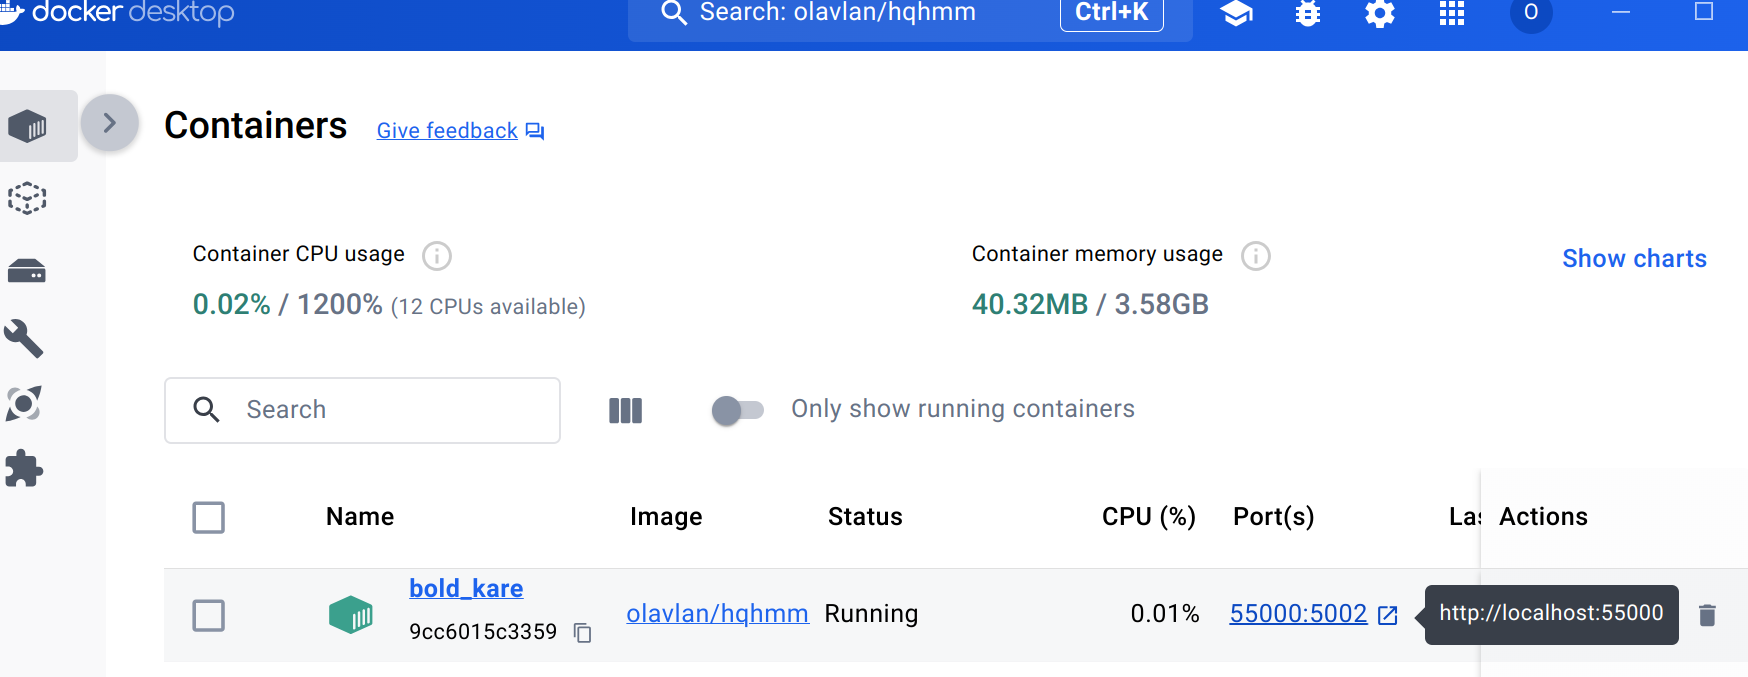 docker desktop
Search: olavlan/hqhmm
Ctrl+K
O
Containers
Give feedback
Container CPU usage
0.02% / 1200% (12 CPUs available)
Container memory usage
40.32MB / 3.58GB
Show charts
Search
Only show running containers
Name Image Status CPU (%) Port(s) Las Actions
bold_kare
9cc6015c3359
olavlan/hqhmm Running 0.01% 55000:5002 http://localhost:55000